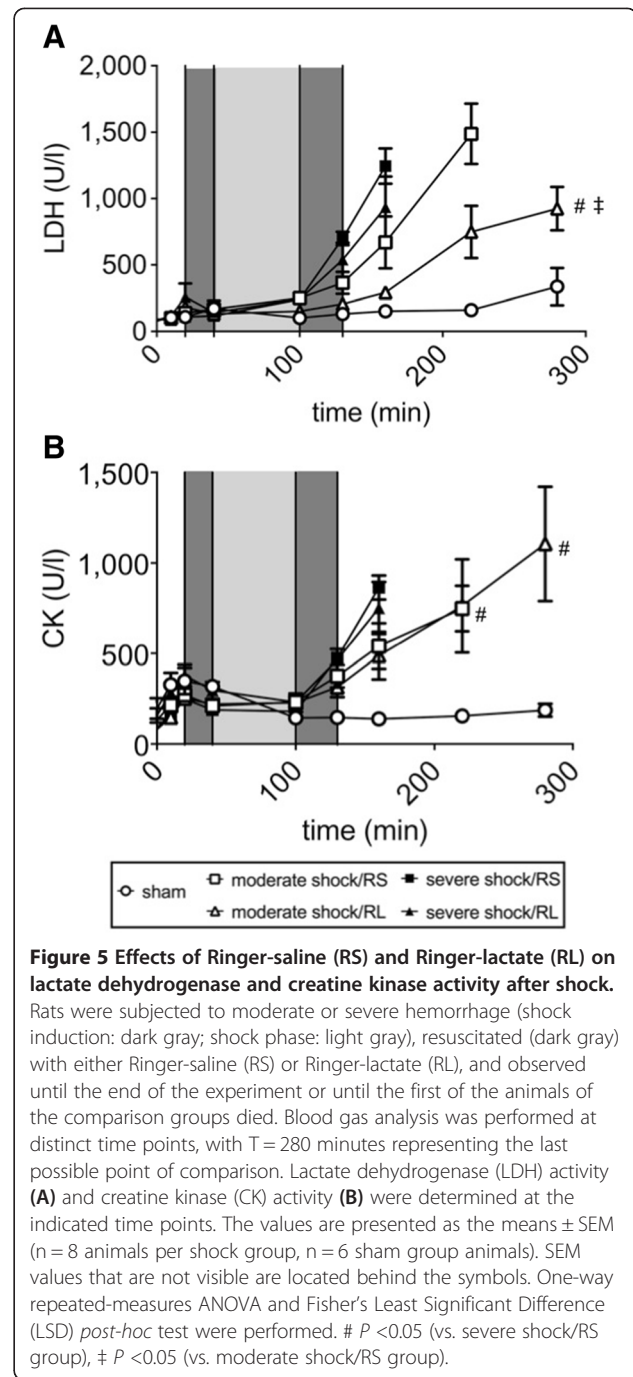 A
2,000
1,500
1,000
500
0
LDH (U/l)
# ‡
0
100
200
300
time (min)
B
1,500
1,000
500
0
CK (U/l)
#
#
0
100
200
300
time (min)
sham
moderate shock/RS
severe shock/RS
moderate shock/RL
severe shock/RL
Figure 5 Effects of Ringer-saline (RS) and Ringer-lactate (RL) on
lactate dehydrogenase and creatine kinase activity after shock.
Rats were subjected to moderate or severe hemorrhage (shock
induction: dark gray; shock phase: light gray), resuscitated (dark gray)
with either Ringer-saline (RS) or Ringer-lactate (RL), and observed
until the end of the experiment or until the first of the animals of
the comparison groups died. Blood gas analysis was performed at
distinct time points, with T = 280 minutes representing the last
possible point of comparison. Lactate dehydrogenase (LDH) activity
(A) and creatine kinase (CK) activity (B) were determined at the
indicated time points. The values are presented as the means ± SEM
(n = 8 animals per shock group, n = 6 sham group animals). SEM
values that are not visible are located behind the symbols. One-way
repeated-measures ANOVA and Fisher's Least Significant Difference
(LSD) post-hoc test were performed. # P <0.05 (vs. severe shock/RS
group), ‡ P <0.05 (vs. moderate shock/RS group).